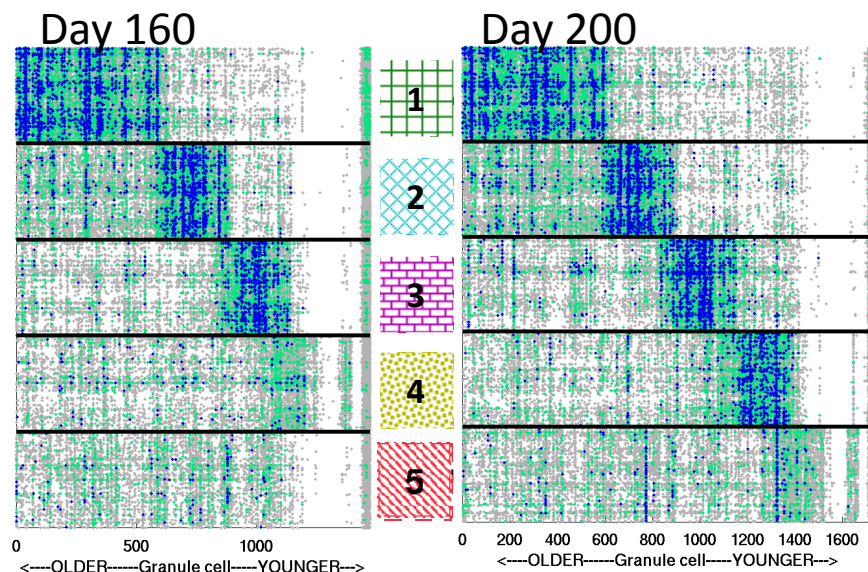 Day 160
Day 200
1
2
3
4
5
0 500 1000
<----OLDER------Granule cell-----YOUNGER--->
0 200 400 600 800 1000 1200 1400 1600
<----OLDER------Granule cell----YOUNGER--->